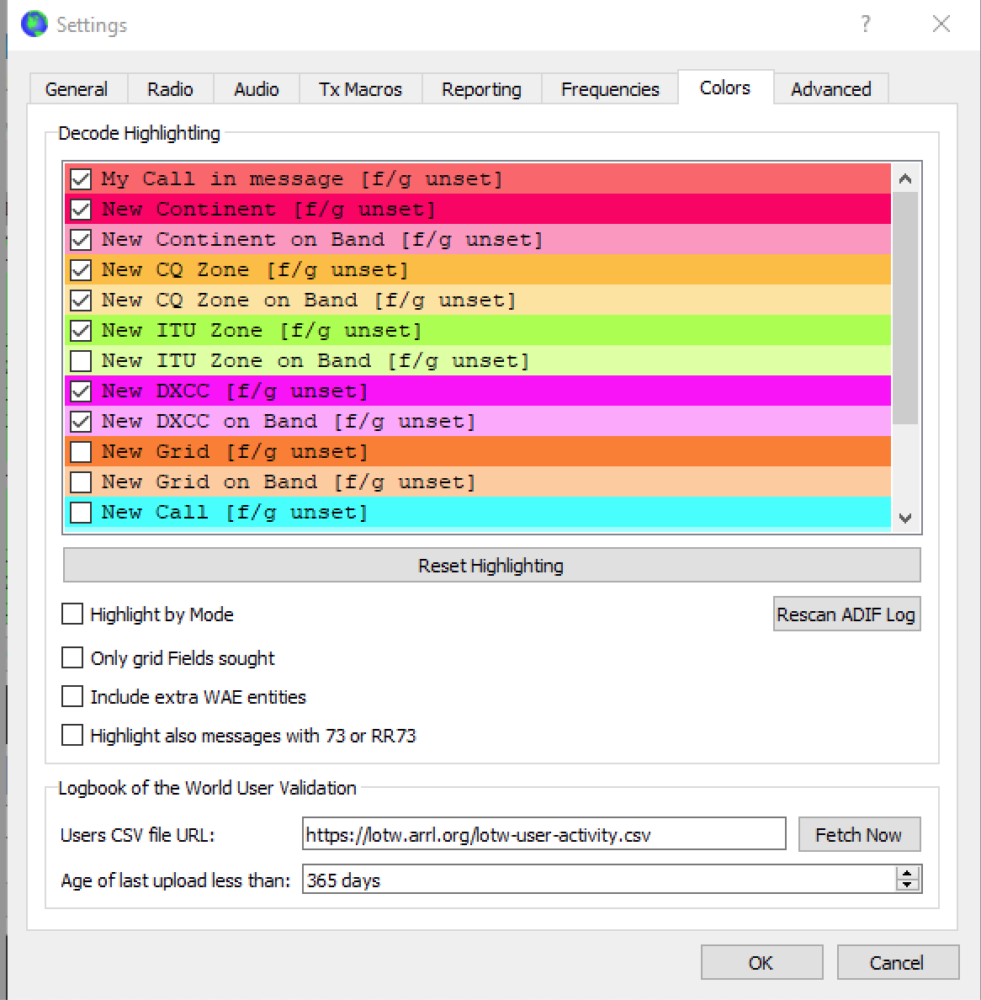 Settings
?
General Radio Audio Tx Macros Reporting Frequencies Colors Advanced
Decode Highlightling
My Call in message [f/g unset]
New Continent [f/g unset]
New Continent on Band [f/g unset]
New CQ Zone [f/g unset]
New CQ Zone on Band [f/g unset]
New ITU Zone [f/g unset]
New ITU Zone on Band [f/g unset]
New DXCC [f/g unset]
New DXCC on Band [f/g unset]
New Grid [f/g unset]
New Grid on Band [f/g unset]
New Call [f/g unset]
Reset Highlighting
Highlight by Mode Rescan ADIF Log
Only grid Fields sought
Include extra WAE entities
Highlight also messages with 73 or RR73
Logbook of the World User Validation
Users CSV file URL: https://lotw.arrl.org/lotw-user-activity.csv Fetch Now
Age of last upload less than: 365 days
OK Cancel